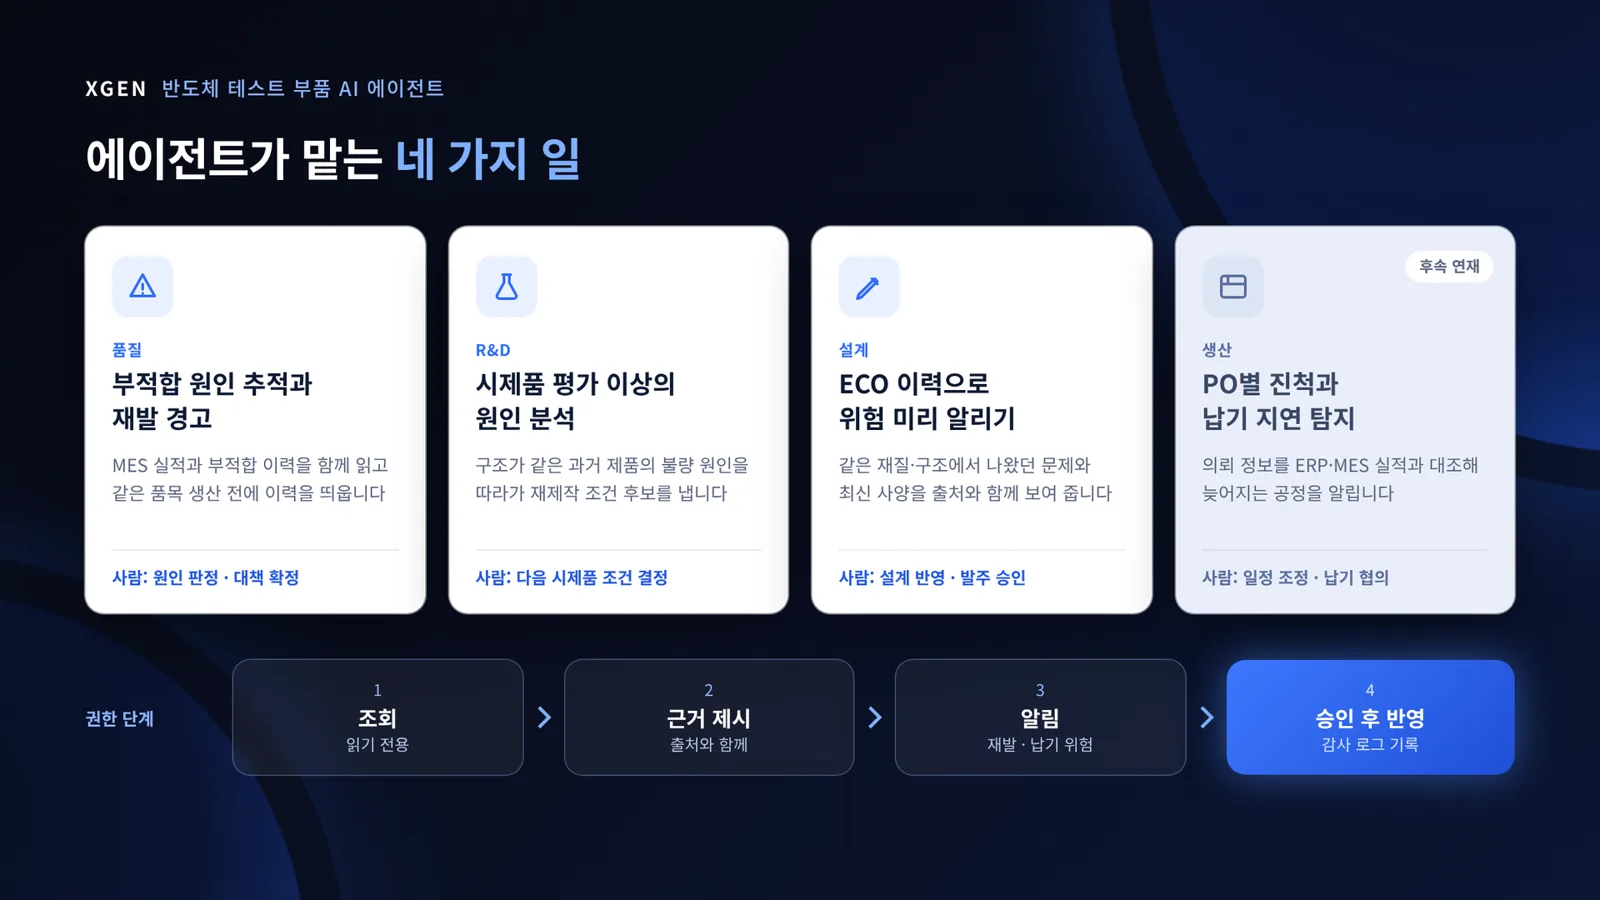 XGEN 반도체 테스트 부품 AI 에이전트
에이전트가 맡는 네 가지 일
품질
부적합 원인 추적과
재발 경고
MES 실적과 부적합 이력을 함께 읽고
같은 품목 생산 전에 이력을 띄웁니다
사람: 원인 판정 · 대책 확정
R&D
시제품 평가 이상의
원인 분석
구조가 같은 과거 제품의 불량 원인을
따라가 재제작 조건 후보를 냅니다
사람: 다음 시제품 조건 결정
설계
ECO 이력으로
위험 미리 알리기
같은 재질·구조에서 나왔던 문제와
최신 사양을 출처와 함께 보여 줍니다
사람: 설계 반영 · 발주 승인
후속 연재
생산
PO별 진척과
납기 지연 탐지
의뢰 정보를 ERP·MES 실적과 대조해
늦어지는 공정을 알립니다
사람: 일정 조정 · 납기 협의
권한 단계
1
조회
읽기 전용
2
근거 제시
출처와 함께
3
알림
재발 · 납기 위험
4
승인 후 반영
감사 로그 기록